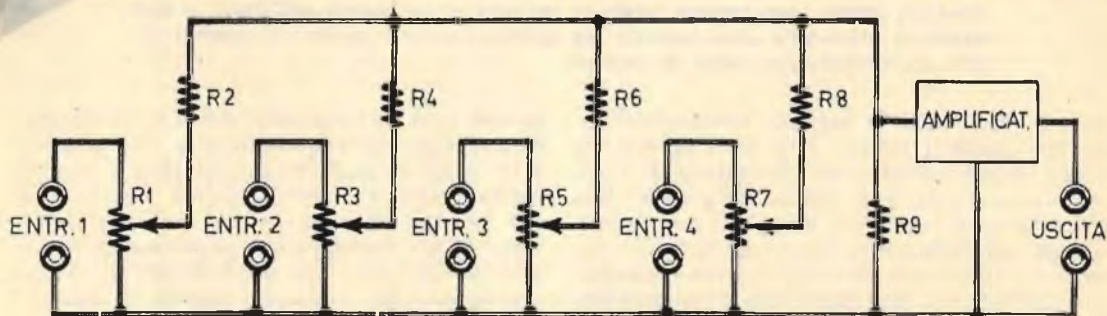 R2
R4
R6
R8
AMPLIFICAT.
R1
R3
R5
R7
ENTR.1
ENTR. 2
ENTR. 3
ENTR. 4
R9
USCITA